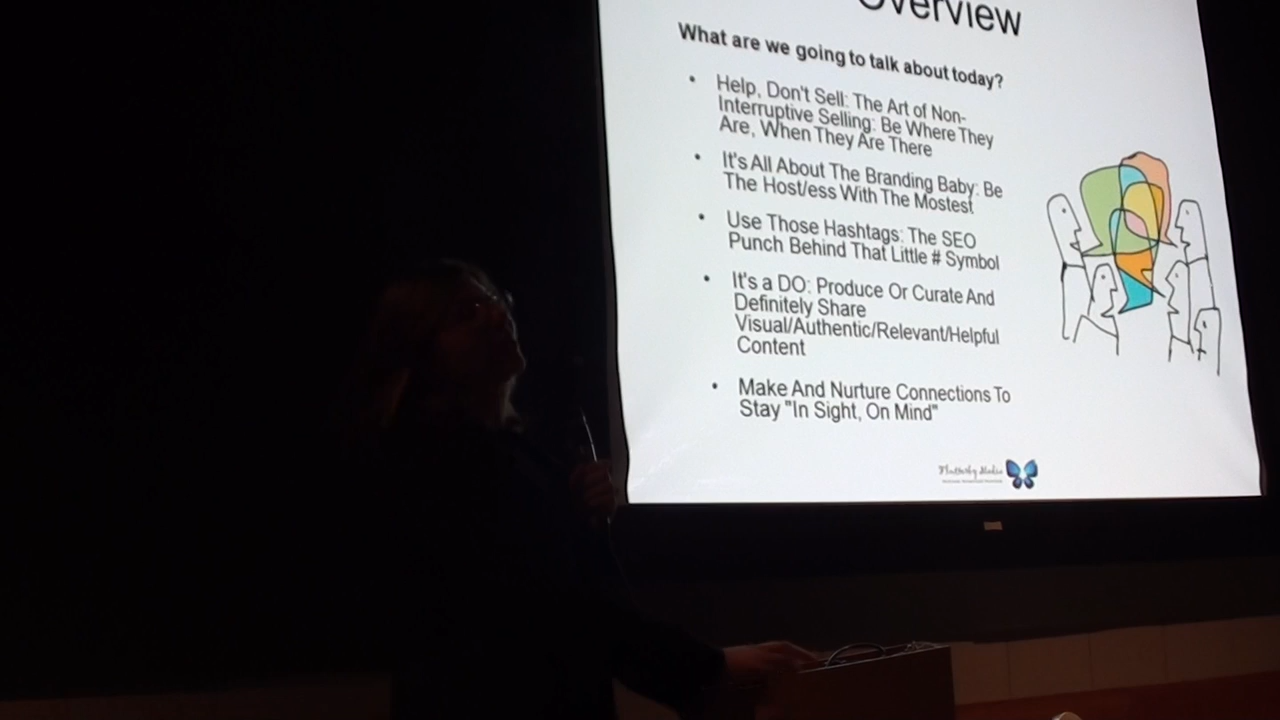 Overview
What are we going to talk about today?
• Help, Don't Sell: The Art of Non-
Interruptive Selling: Be Where They
Are, When They Are There
• It's All About The Branding Baby: Be
The Host/ess With The Mostest
• Use Those Hashtags: The SEO
Punch Behind That Little # Symbol
• It's a DO: Produce Or Curate And
Definitely Share
Visual/Authentic/Relevant/Helpful
Content
• Make And Nurture Connections To
Stay "In Sight, On Mind"
Flutterby Media